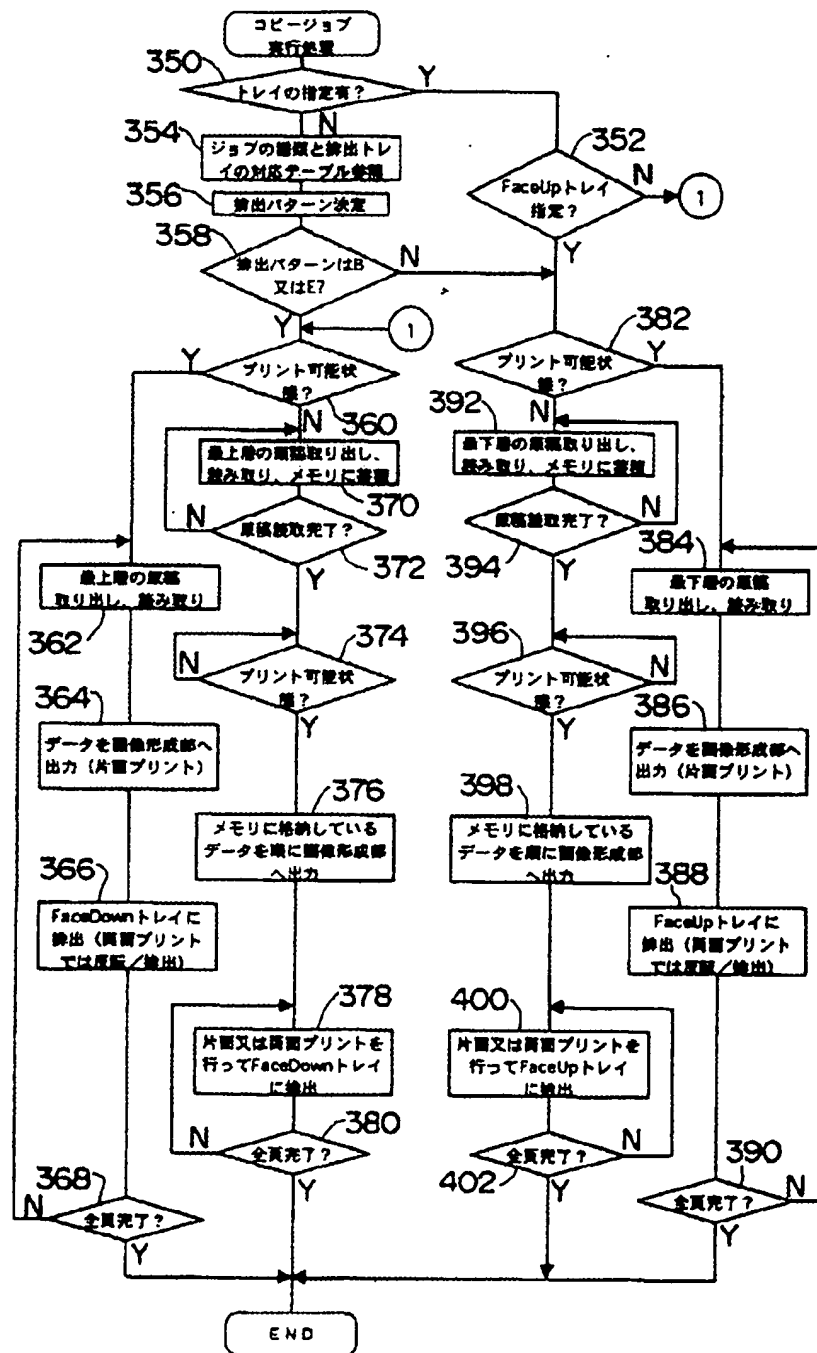 コピージョブ
実行処理
350
トレイの指定有?
Y
N
354
ジョブの種類と排出トレ
イの対応テーブル参照
352
FaceUpトレイ
指定?
N
1
Y
356
排出パターン決定
358
排出パターンはB
又はE?
N
Y
1
プリント可能状
態?
Y
360
N
382
プリント可能状
態?
Y
N
最上層の原稿取り出し、
読み取り、メモリに蓄積
370
392
最下層の原稿取り出し、
読み取り、メモリに蓄積
原稿読取完了?
N
372
Y
原稿読取完了?
N
394
Y
最上層の原稿
取り出し、読み取り
362
384
最下層の原稿
取り出し、読み取り
374
プリント可能状
態?
N
Y
396
プリント可能状
態?
N
Y
364
データを画像形成部へ
出力(片面プリント)
386
データを画像形成部へ
出力(片面プリント)
376
メモリに格納している
データを順に画像形成部
へ出力
398
メモリに格納している
データを順に画像形成部
へ出力
366
FaceDownトレイに
排出(両面プリント
では反転/排出)
388
FaceUpトレイに
排出(両面プリント
では反転/排出)
378
片面又は両面プリントを
行ってFaceDownトレイ
に排出
400
片面又は両面プリントを
行ってFaceUpトレイ
に排出
380
全頁完了?
N
Y
402
全頁完了?
N
Y
368
全頁完了?
N
Y
390
全頁完了?
N
Y
END